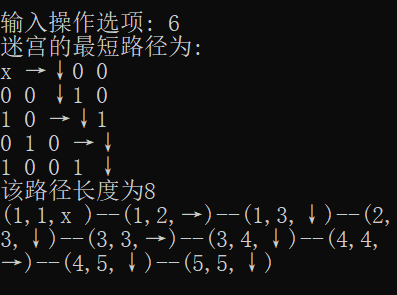 输入操作选项: 6
迷宫的最短路径为:
x →↓0 0
0 0 ↓1 0
1 0 →↓1
0 1 0 →↓
1 0 0 1 ↓
该路径长度为8
(1,1,x )--(1,2,→)--(1,3,↓)--(2,
3,↓)--(3,3,→)--(3,4,↓)--(4,4,
→)--(4,5,↓)--(5,5,↓)